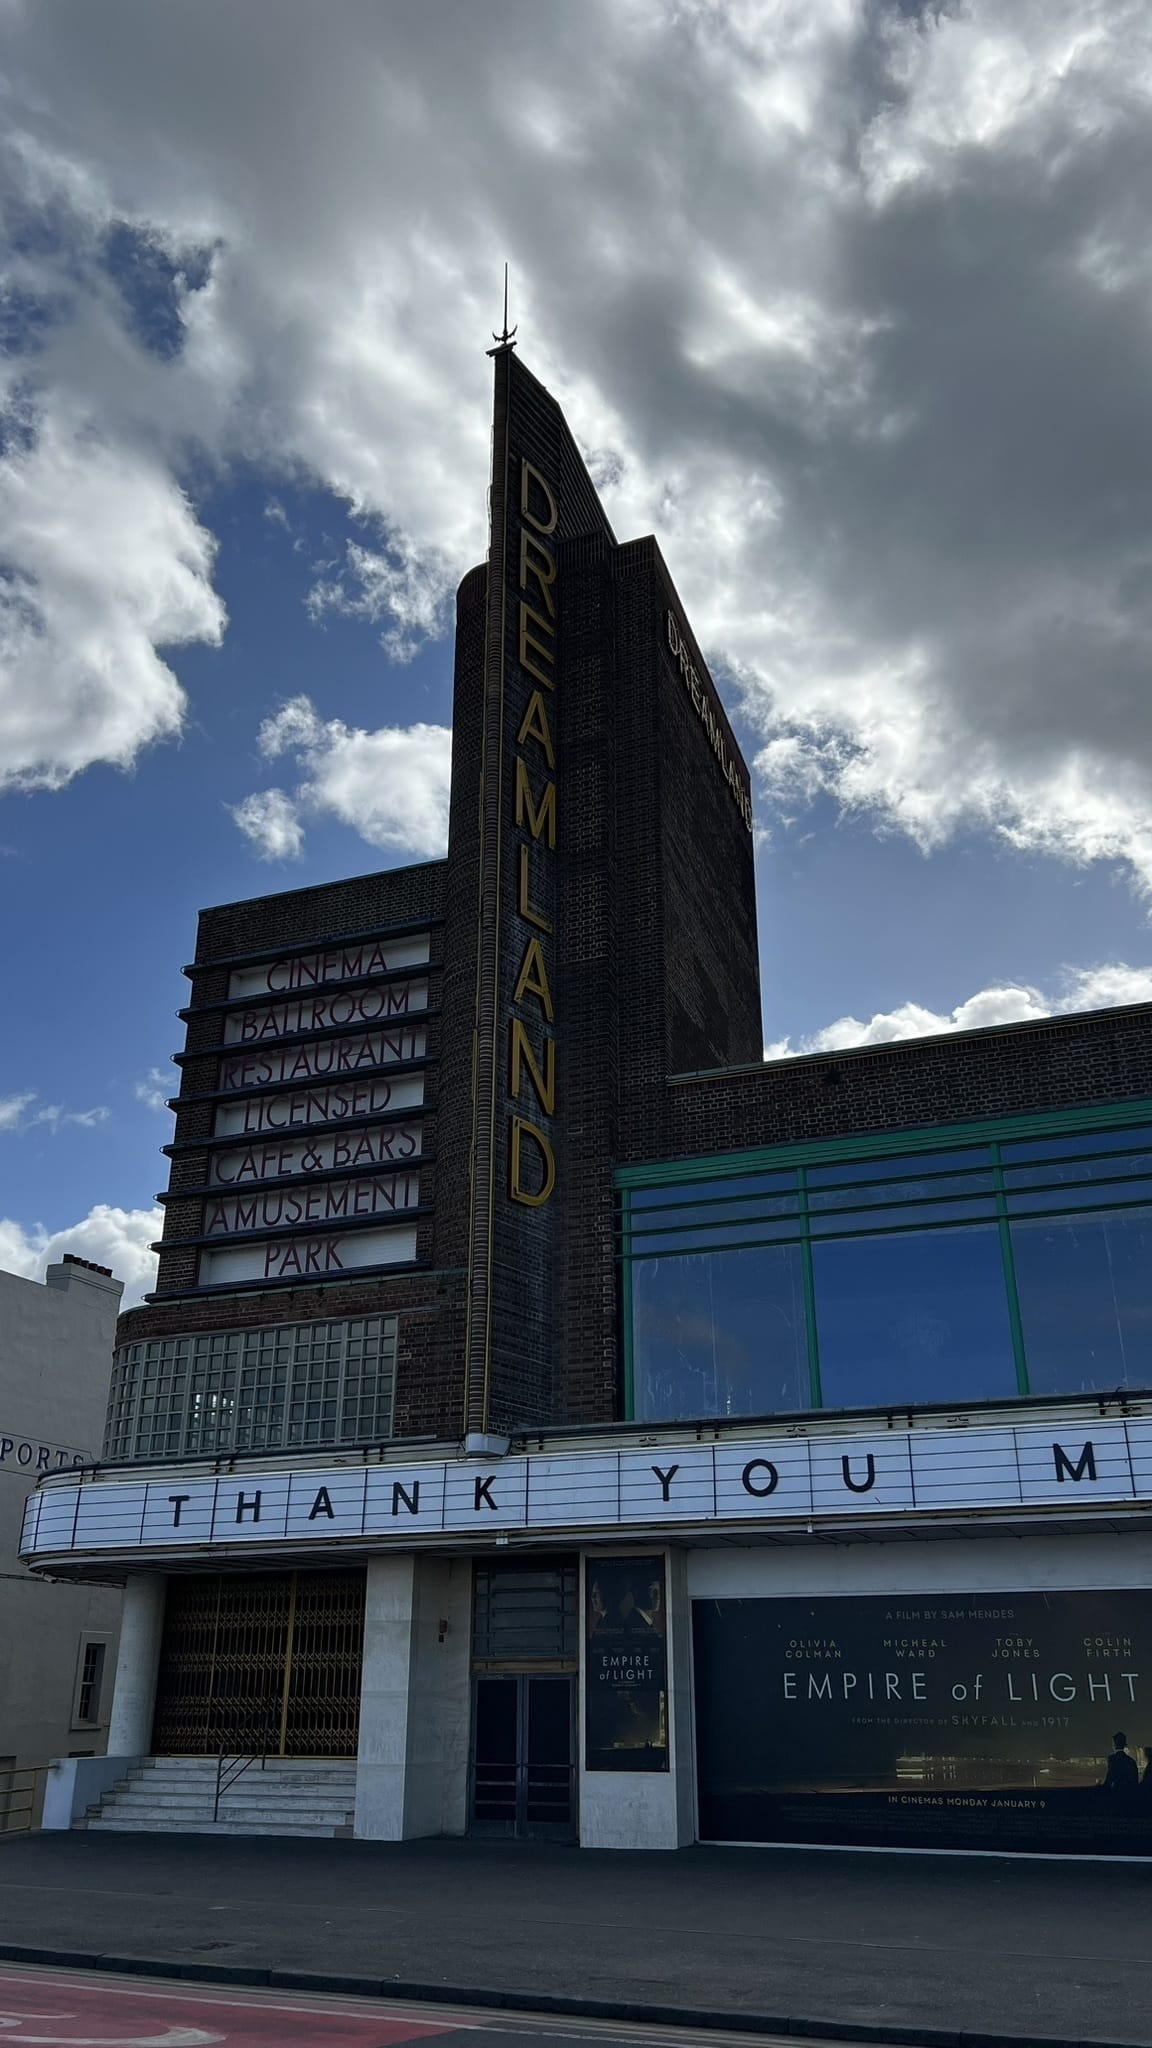 DREAMLAND
DREAMLAND
CINEMA
BALLROOM
RESTAURANT
LICENSED
CAFE & BARS
AMUSEMENT
PARK
PORTS
THANK YOU M
EMPIRE
of LIGHT
A FILM BY SAM MENDES
OLIVIA COLMAN MICHEAL WARD TOBY JONES COLIN FIRTH
EMPIRE of LIGHT
FROM THE DIRECTOR OF SKYFALL AND 1917
IN CINEMAS MONDAY JANUARY 9